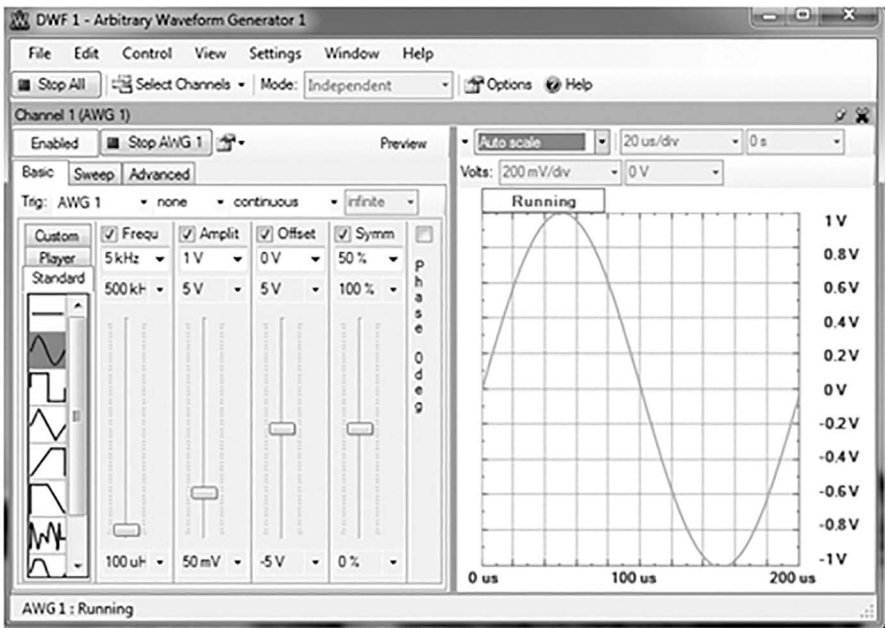 DWF 1 - Arbitrary Waveform Generator 1
File Edit Control View Settings Window Help
Stop All Select Channels Mode: Independent Options Help
Channel 1 (AWG 1)
Enabled Stop AWG 1 Preview
Auto scale 20 us/div 0 s
Basic Sweep Advanced
Volts: 200 mV/div 0 V
Trig: AWG 1 none continuous infinite
Running
Custom
Player
Standard
Frequ Amplit Offset Symm
5 kHz 1 V 0 V 50 %
500 kH 5 V 5 V 100 %
Phase 0deg
100 uH 50 mV -5 V 0 %
1 V
0.8 V
0.6 V
0.4 V
0.2 V
0 V
-0.2 V
-0.4 V
-0.6 V
-0.8 V
-1 V
0 us 100 us 200 us
AWG 1 : Running